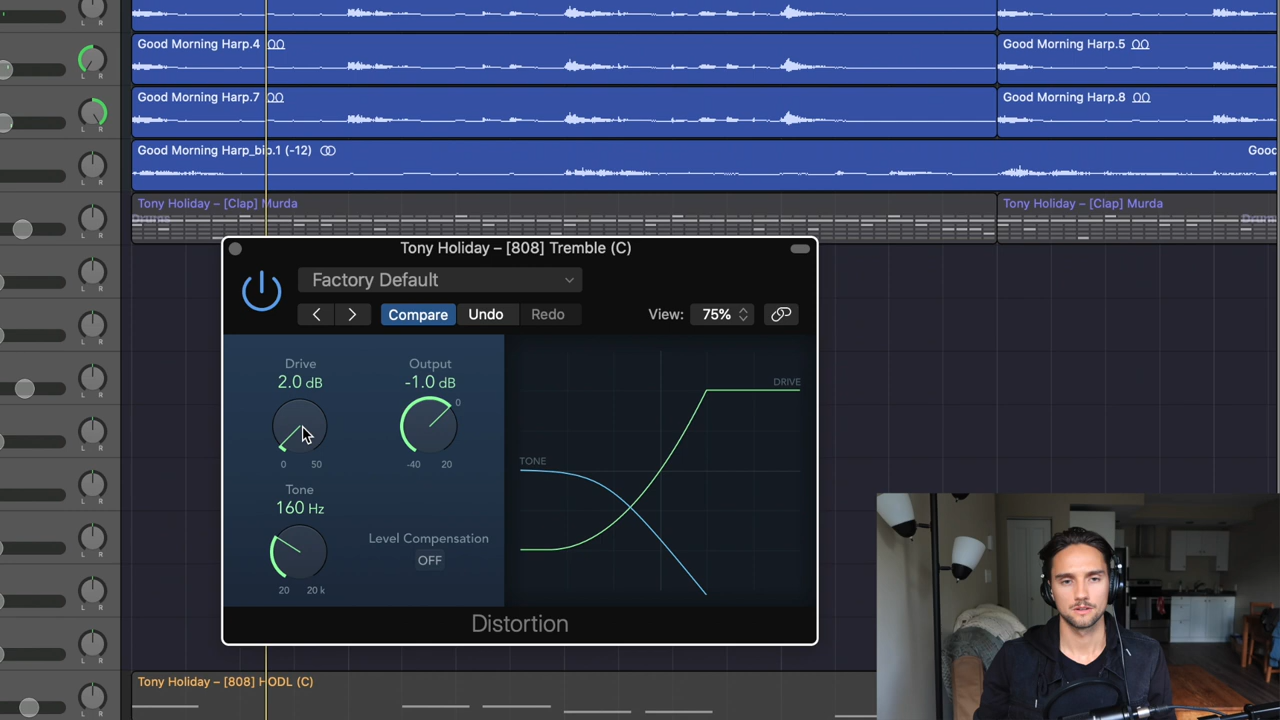 L R
Good Morning Harp.4
Good Morning Harp.5
L R
Good Morning Harp.7
Good Morning Harp.8
L R
Good Morning Harp_bip.1 (-12)
Good
L R
Tony Holiday – [Clap] Murda
Tony Holiday – [Clap] Murda
Drums
Drum
L R
Tony Holiday – [808] Tremble (C)
Factory Default
L R
Compare
Undo
Redo
View:
75%
L R
Drive
2.0 dB
Output
-1.0 dB
DRIVE
0
L R
0
50
-40
20
TONE
L R
Tone
160 Hz
L R
Level Compensation
OFF
L R
20
20 k
Distortion
L R
L R
Tony Holiday – [808] HODL (C)
L R